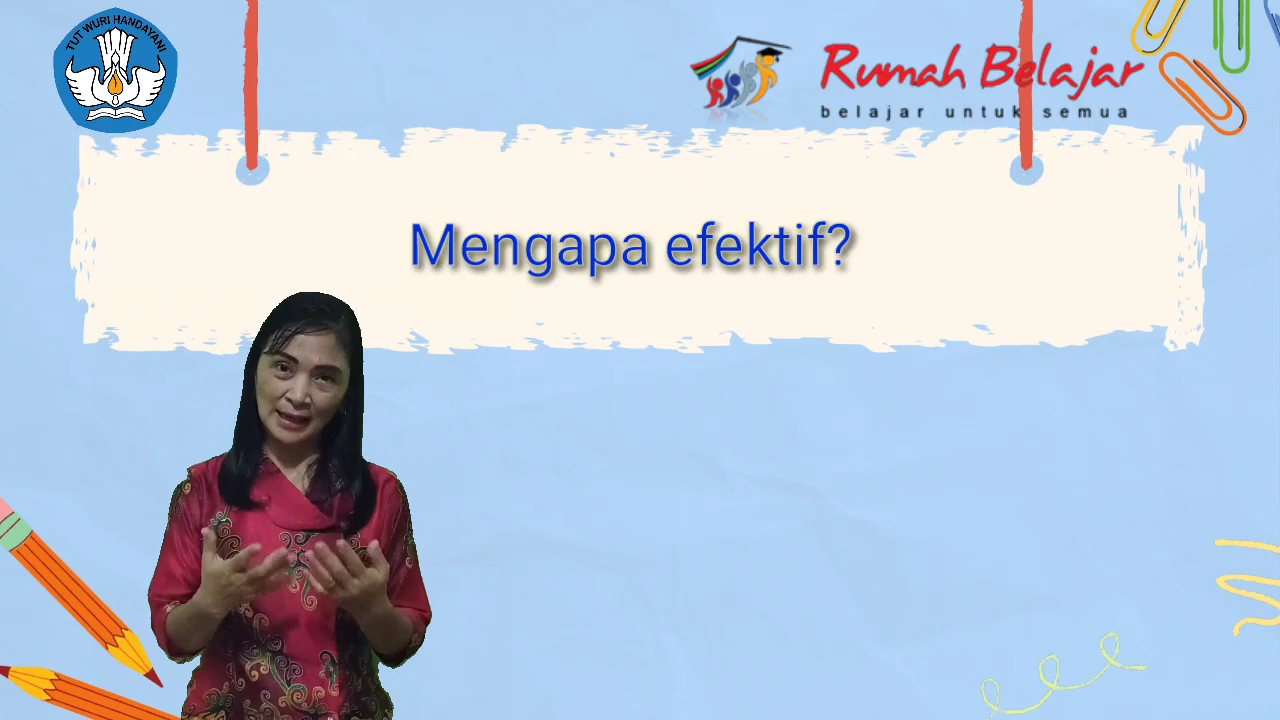 TUT WURI HANDAYANI
Rumah Belajar
belajar untuk semua
Mengapa efektif?